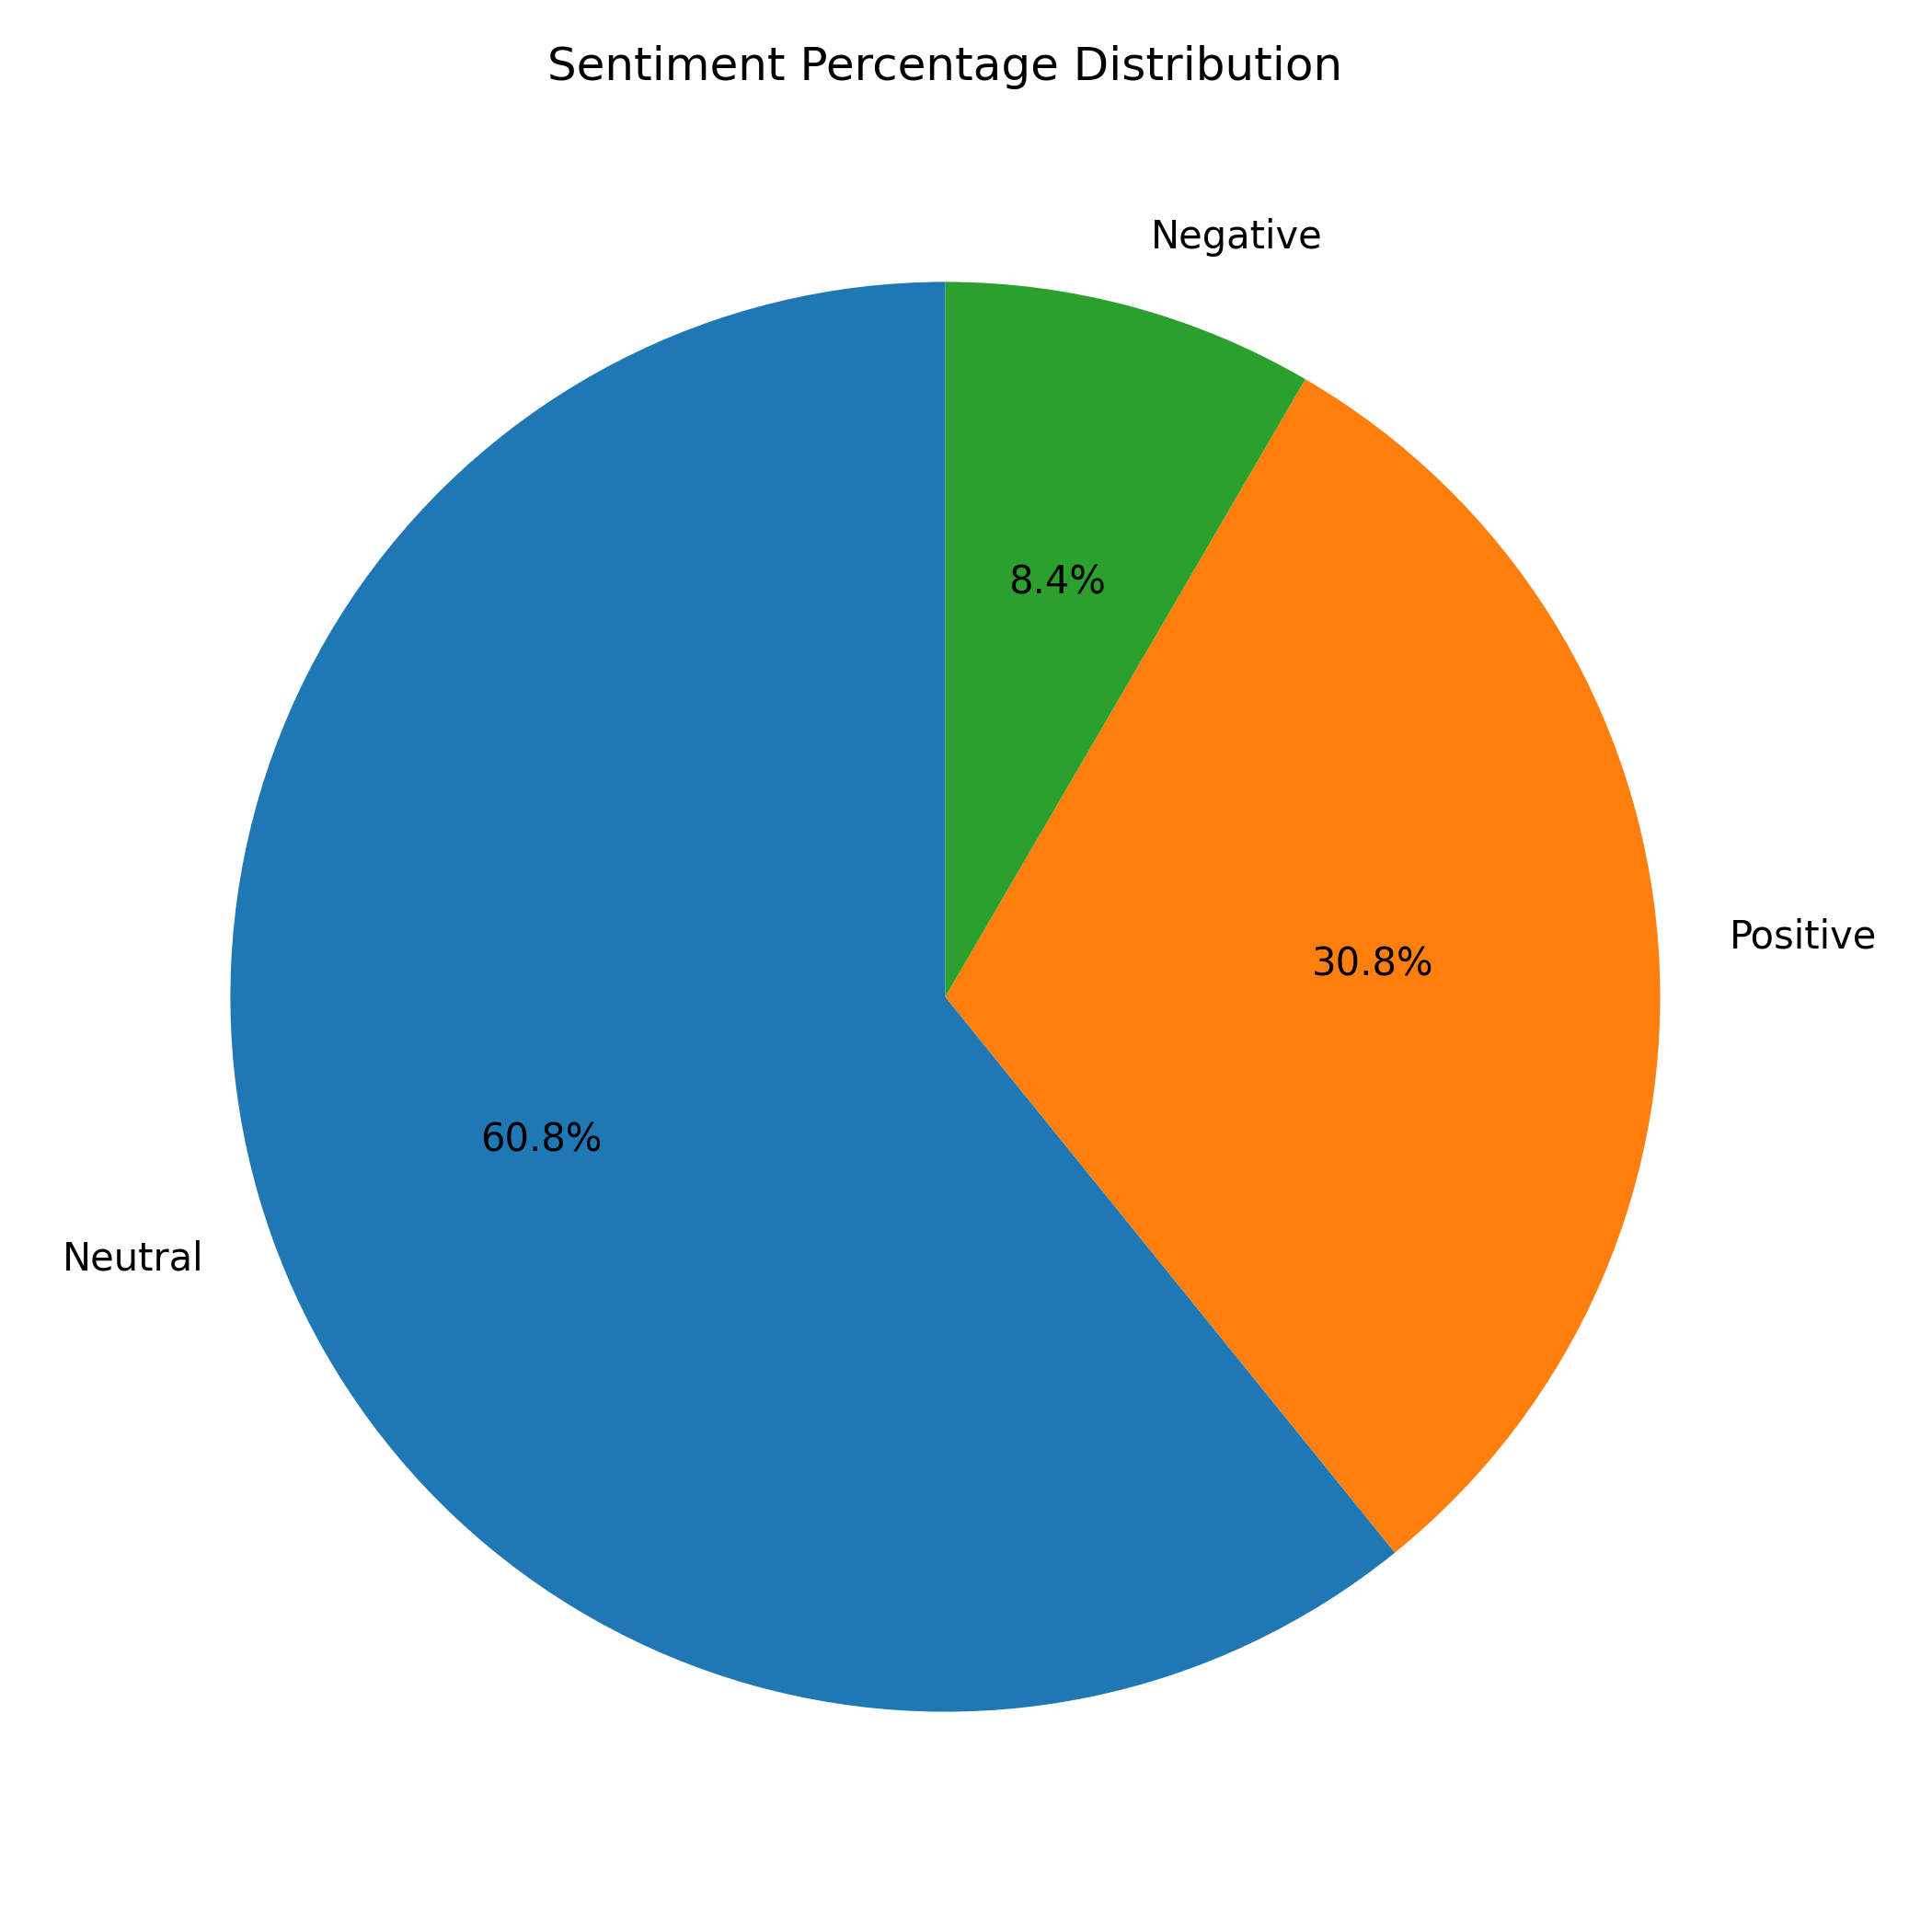 Sentiment Percentage Distribution
Negative
8.4%
Positive
30.8%
60.8%
Neutral